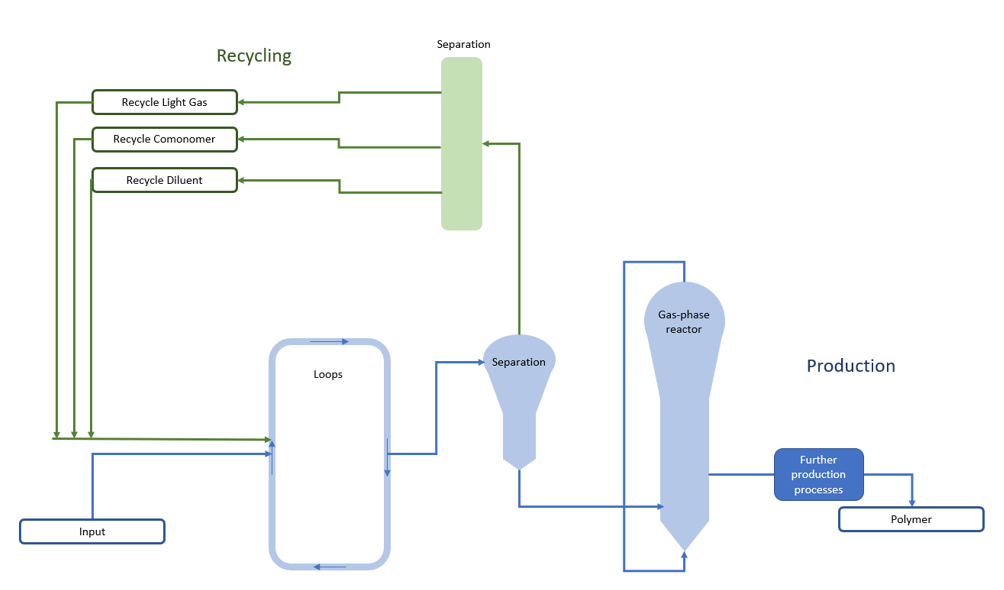 Separation
Recycling
Recycle Light Gas
Recycle Comonomer
Recycle Diluent
Gas-phase
reactor
Separation
Production
Loops
Further
production
processes
Input
Polymer